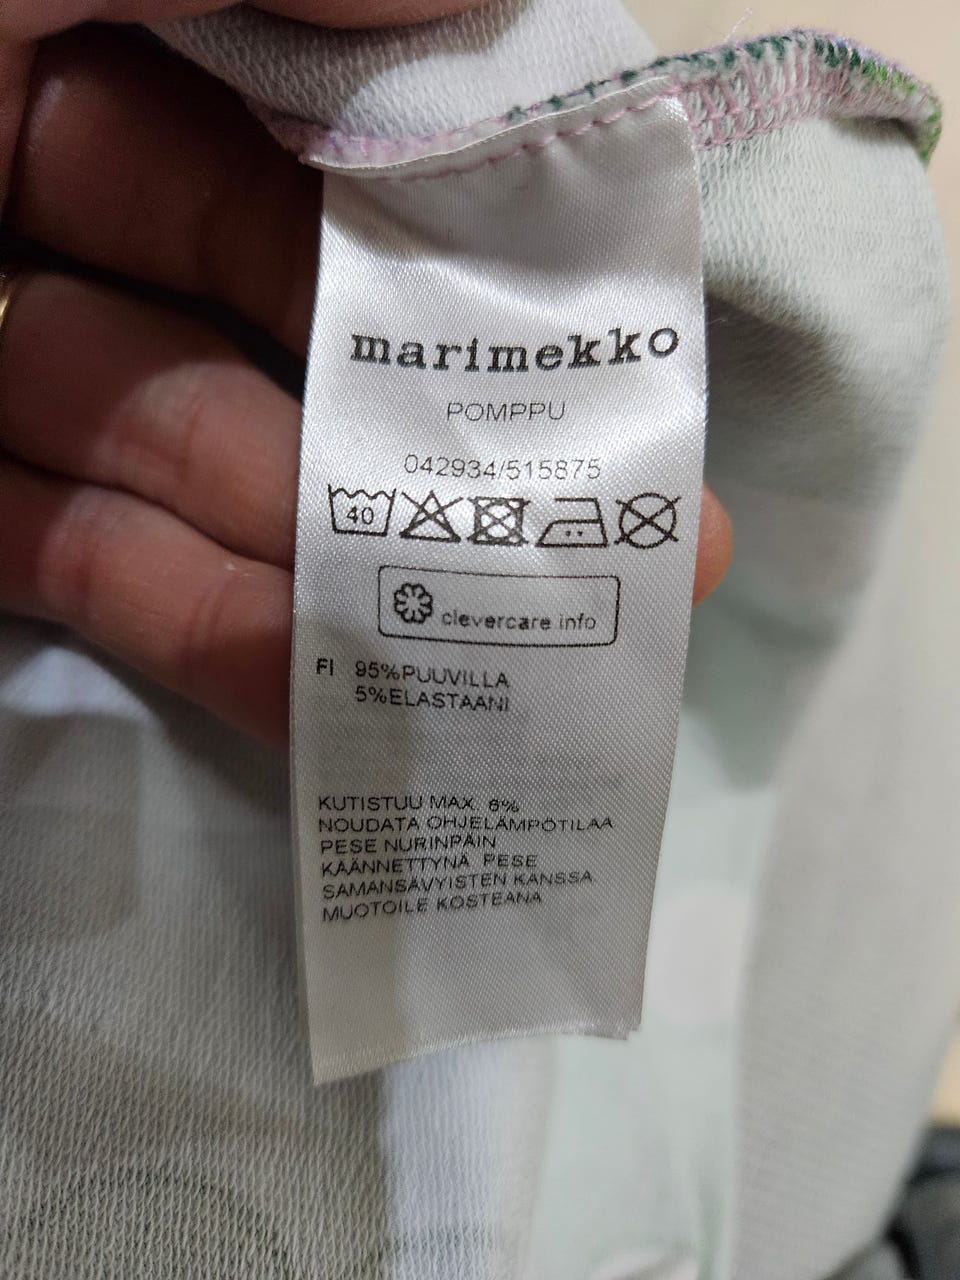 marimekko
POMPPU
042934/515875
40
clevercare.info
FI 95%PUUVILLA
5%ELASTAANI
KUTISTUU MAX. 6%
NOUDATA OHJELÄMPÖTILAA
PESE NURINPÄIN
KÄÄNNETTYNÄ. PESE
SAMANSÄVYISTEN KANSSA
MUOTOILE KOSTEANA